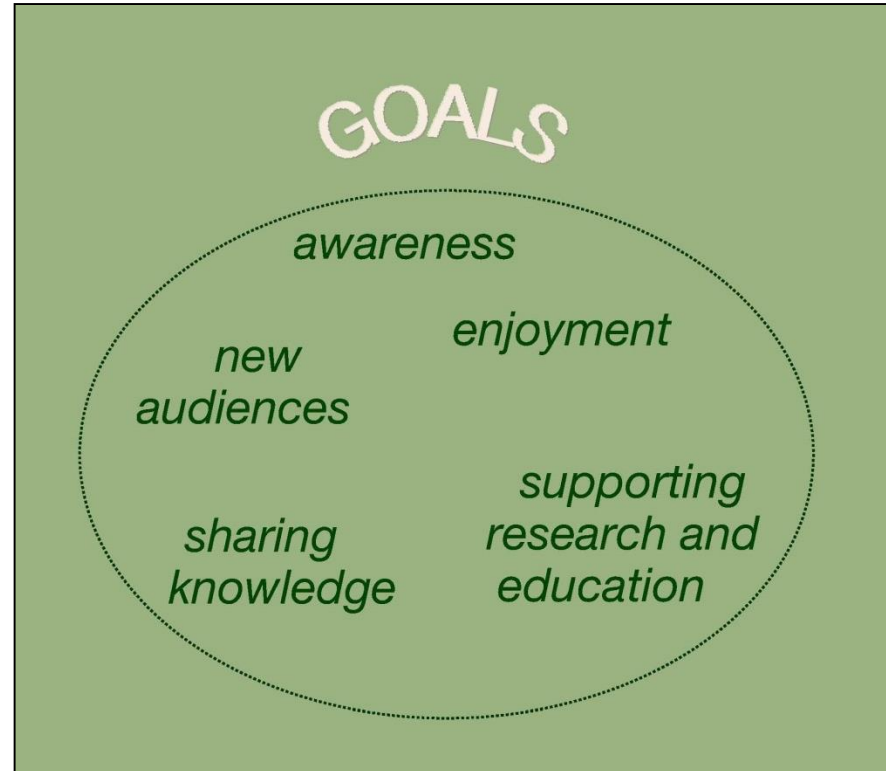 GOALS
awareness
enjoyment
new
audiences
supporting
research and
education
sharing
knowledge